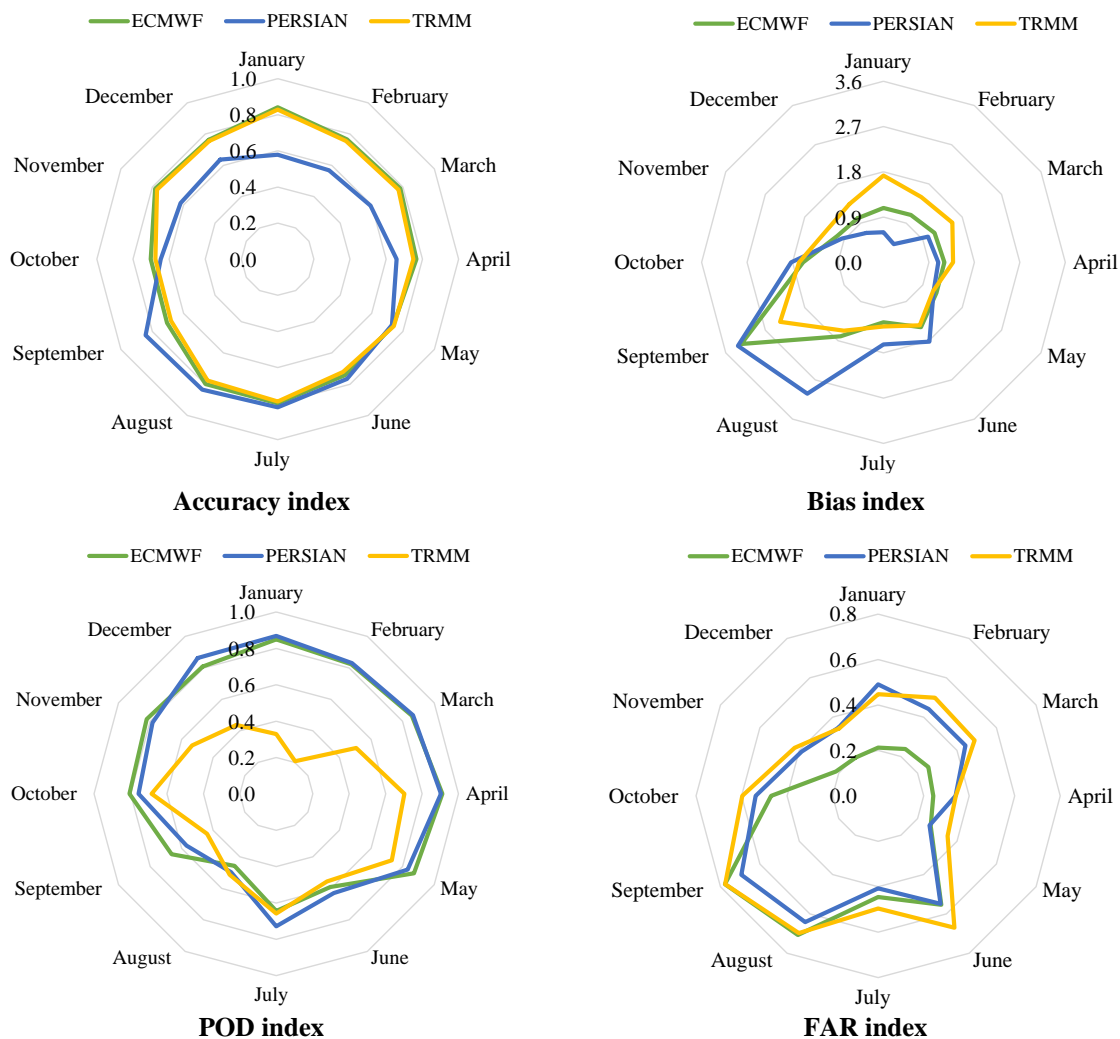 ECMWF PERSIAN TRMM
January
February
March
April
May
June
July
August
September
October
November
December
1.0
0.8
0.6
0.4
0.2
0.0
Accuracy index
ECMWF PERSIAN TRMM
January
February
March
April
May
June
July
August
September
October
November
December
3.6
2.7
1.8
0.9
0.0
Bias index
ECMWF PERSIAN TRMM
January
February
March
April
May
June
July
August
September
October
November
December
1.0
0.8
0.6
0.4
0.2
0.0
POD index
ECMWF PERSIAN TRMM
January
February
March
April
May
June
July
August
September
October
November
December
0.8
0.6
0.4
0.2
0.0
FAR index